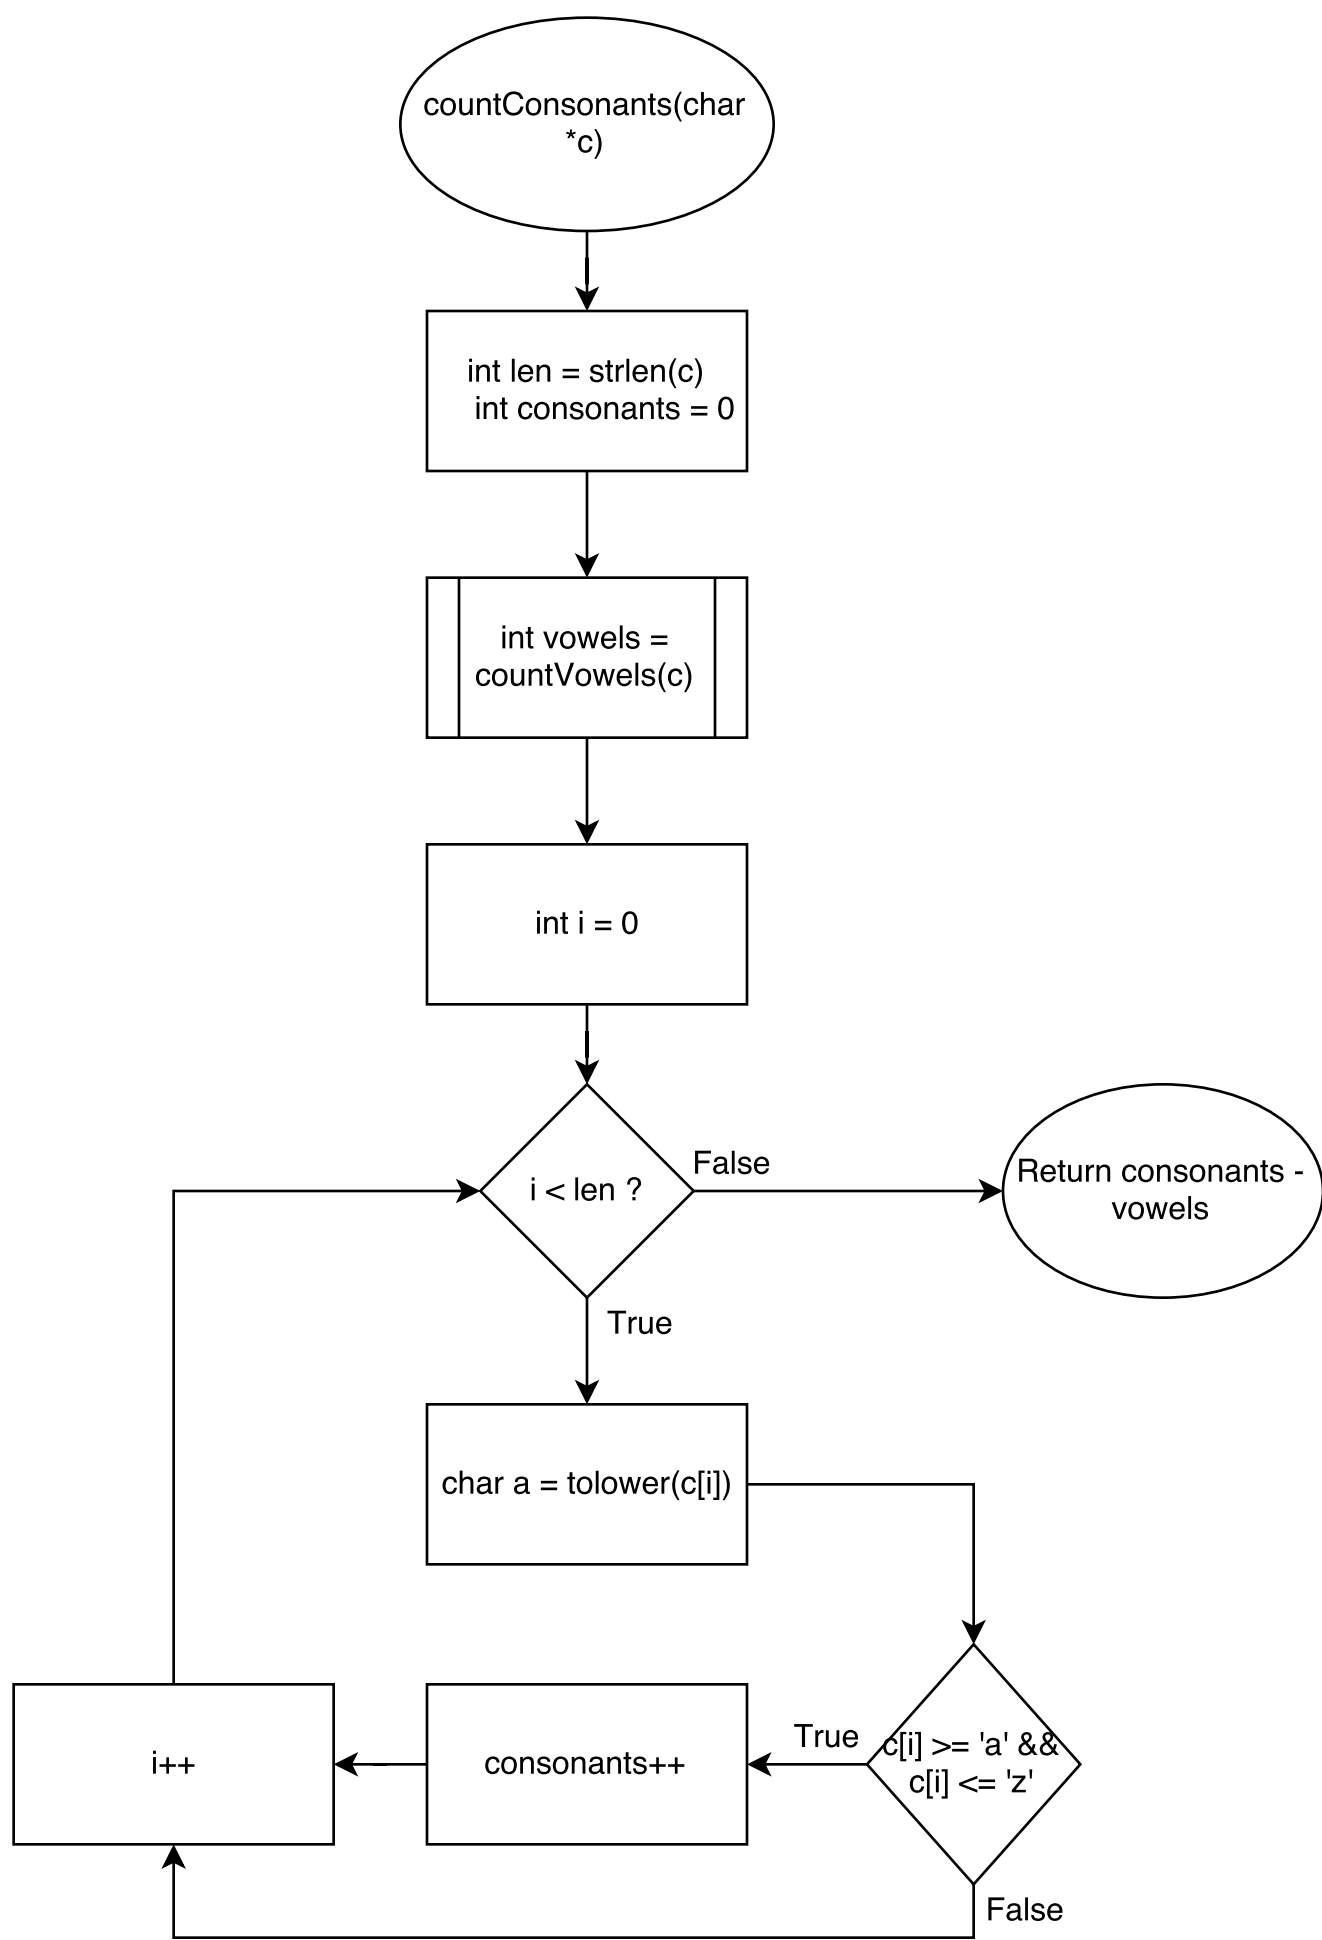 countConsonants(char
*c)
int len = strlen(c)
int consonants = 0
int vowels =
countVowels(c)
int i = 0
i < len ?
False
Return consonants -
vowels
True
char a = tolower(c[i])
c[i] >= 'a' &&
c[i] <= 'z'
True
consonants++
i++
False